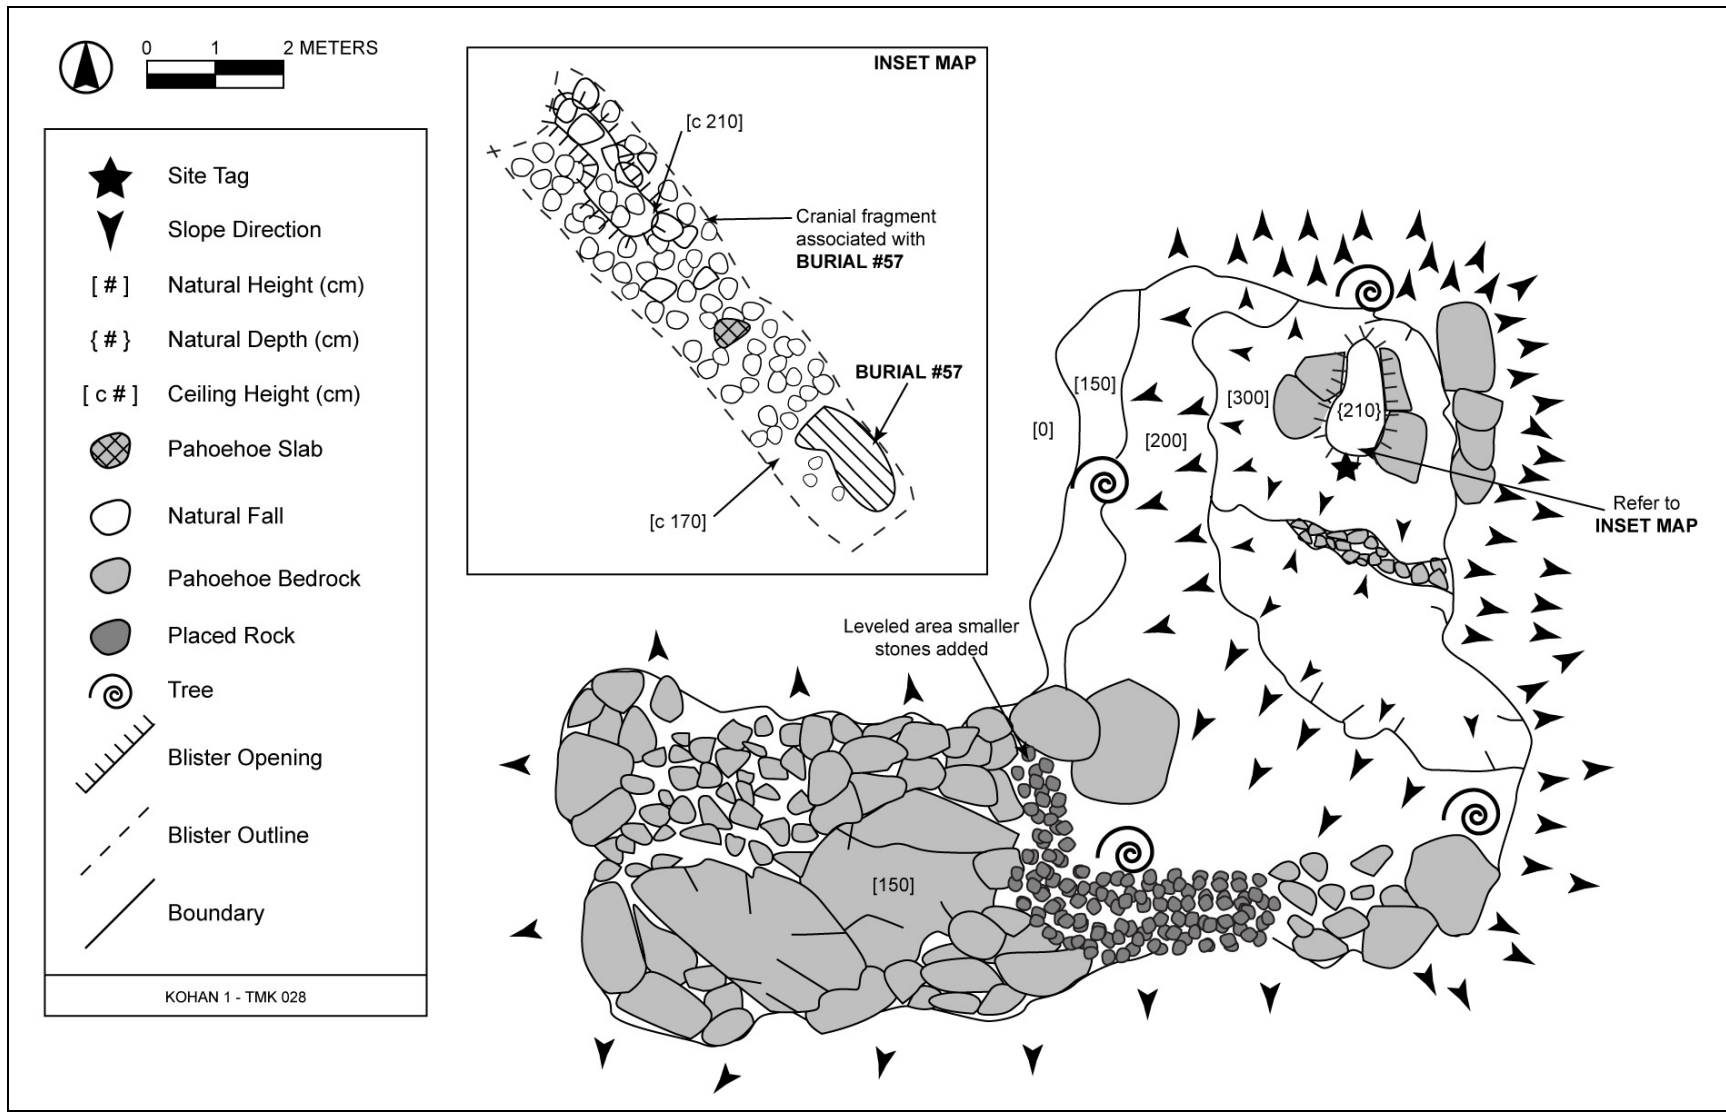 0 1 2 METERS
Site Tag
Slope Direction
[ # ] Natural Height (cm)
{ # } Natural Depth (cm)
[ c # ] Ceiling Height (cm)
Pahoehoe Slab
Natural Fall
Pahoehoe Bedrock
Placed Rock
Tree
Blister Opening
Blister Outline
Boundary
KOHAN 1 - TMK 028
INSET MAP
[c 210]
Cranial fragment
associated with
BURIAL #57
BURIAL #57
[c 170]
[150]
[0]
[200]
[300]
{210}
Refer to
INSET MAP
Leveled area smaller
stones added
[150]